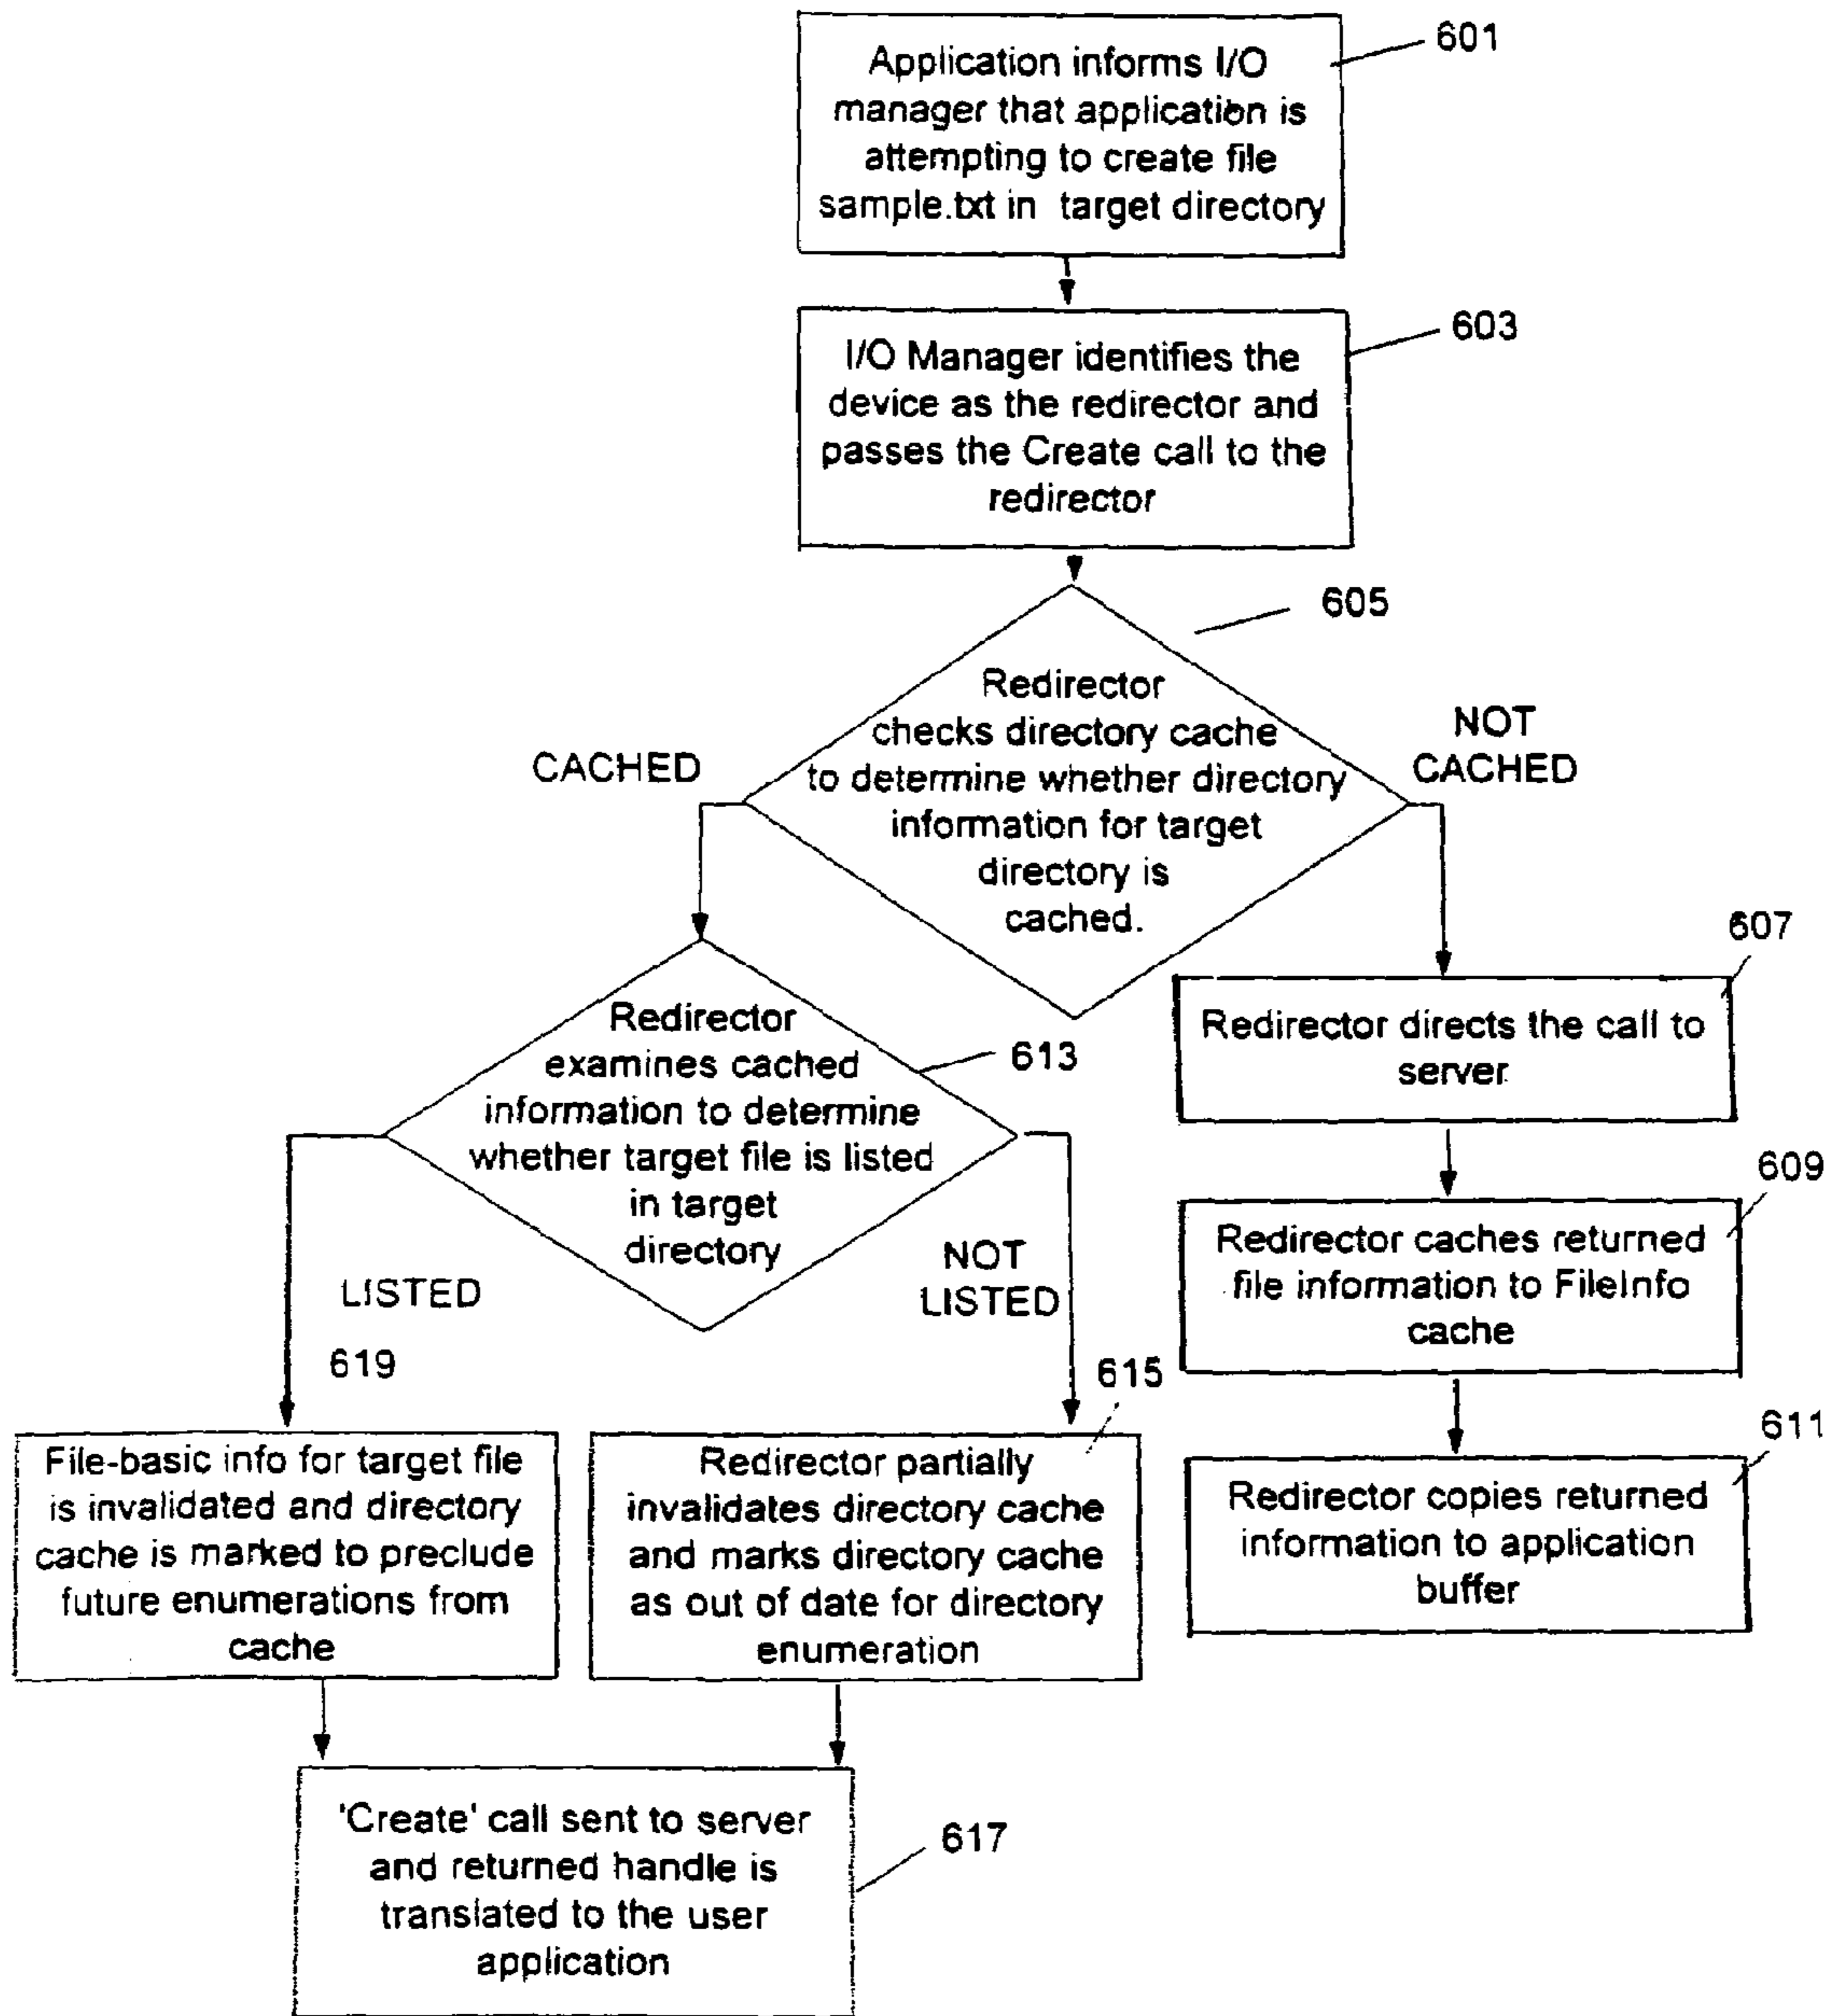 601
Application informs I/O
manager that application is
attempting to create file
sample.txt in target directory
603
I/O Manager identifies the
device as the redirector and
passes the Create call to the
redirector
605
Redirector
checks directory cache
to determine whether directory
information for target
directory is
cached.
CACHED
NOT
CACHED
607
Redirector directs the call to
server
613
Redirector
examines cached
information to determine
whether target file is listed
in target
directory
609
Redirector caches returned
file information to FileInfo
cache
LISTED
NOT
LISTED
619
File-basic info for target file
is invalidated and directory
cache is marked to preclude
future enumerations from
cache
615
Redirector partially
invalidates directory cache
and marks directory cache
as out of date for directory
enumeration
611
Redirector copies returned
information to application
buffer
'Create' call sent to server
and returned handle is
translated to the user
application
617